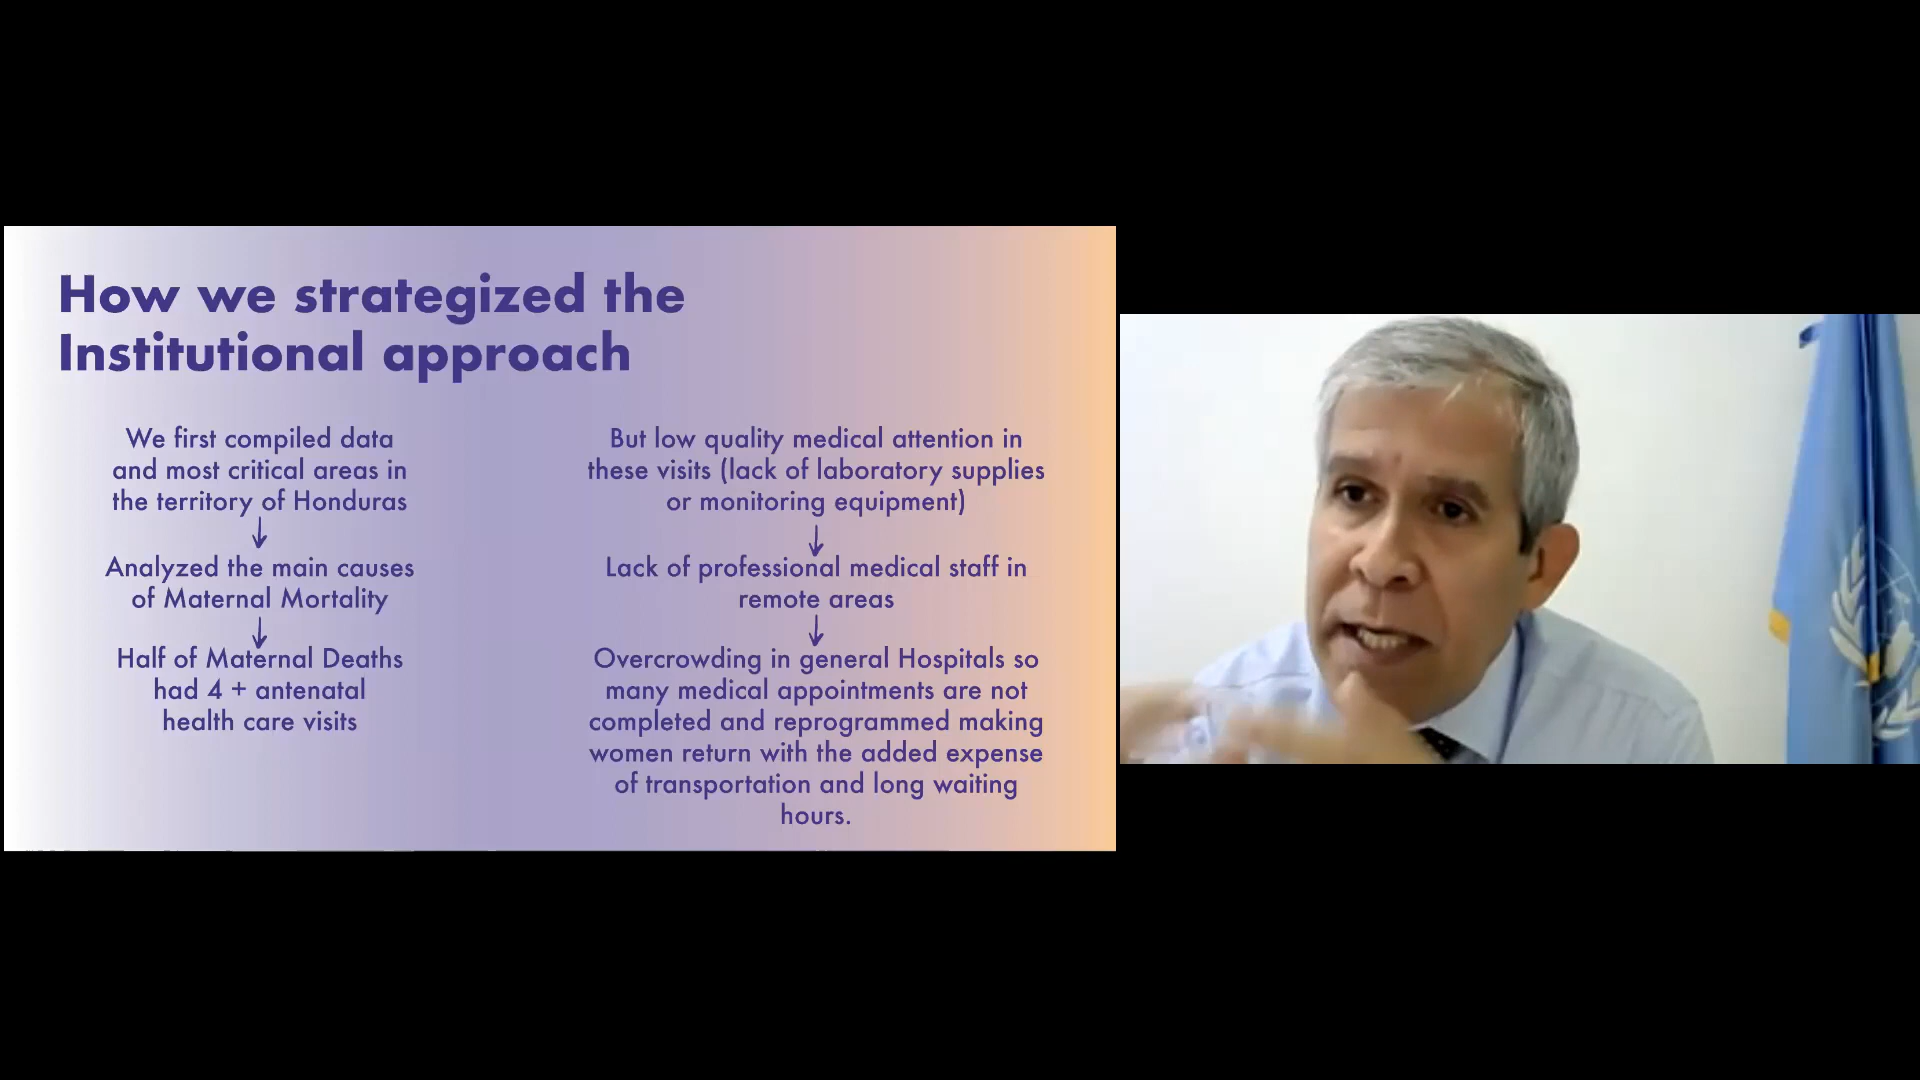 How we strategized the
Institutional approach
We first compiled data
and most critical areas in
the territory of Honduras
Analyzed the main causes
of Maternal Mortality
Half of Maternal Deaths
had 4 + antenatal
health care visits
But low quality medical attention in
these visits (lack of laboratory supplies
or monitoring equipment)
Lack of professional medical staff in
remote areas
Overcrowding in general Hospitals so
many medical appointments are not
completed and reprogrammed making
women return with the added expense
of transportation and long waiting
hours.